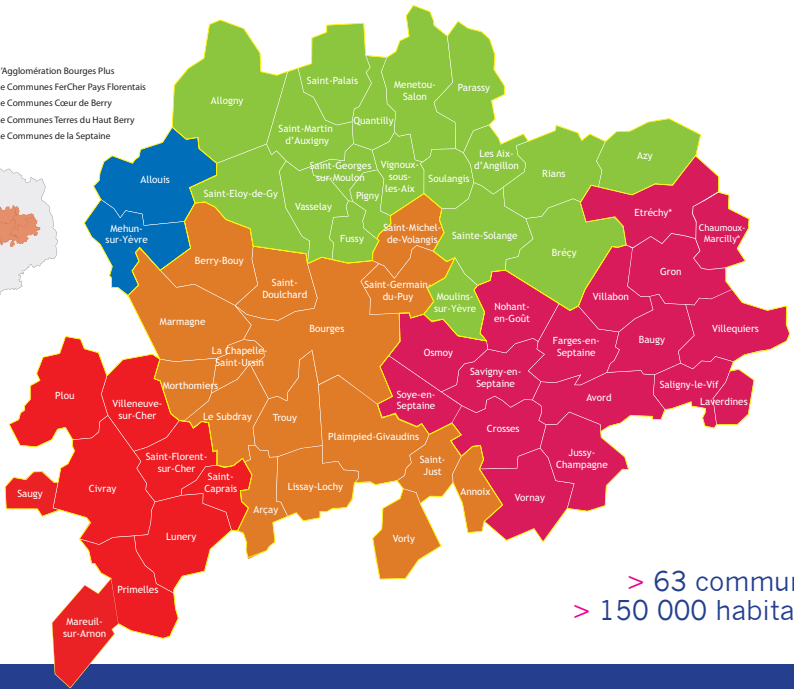 'Agglomération Bourges Plus
e Communes FerCher Pays Florentais
e Communes Cœur de Berry
e Communes Terres du Haut Berry
e Communes de la Septaine
Allogny
Saint-Palais
Menetou-
Salon
Parassy
Quantilly
Saint-Martin
d'Auxigny
Saint-Georges
sur-Moulon
Vignoux-
sous-
les-Aix
Les Aix-
d'Angillon
Azy
Allouis
Saint-Eloy-de-Gy
Vasselay
Pigny
Soulangis
Rians
Fussy
Etréchy*
Mehun-
sur-Yèvre
Saint-Michel-
de-Volangis
Sainte-Solange
Chaumoux-
Marcilly*
Berry-Bouy
Brécy
Saint-
Doulchard
Saint-Germain-
du-Puy
Gron
Moulins-
sur-Yèvre
Nohant-
en-Goût
Villabon
Marmagne
Bourges
Villequiers
La Chapelle-
Saint-Ursin
Osmoy
Farges-en-
Septaine
Baugy
Savigny-en-
Septaine
Morthomiers
Plou
Villeneuve-
sur-Cher
Soye-en-
Septaine
Avord
Saligny-le-Vif
Laverdines
Le Subdray
Trouy
Crosses
Plaimpied-Givaudins
Saint-Florent-
sur-Cher
Saint-
Just
Jussy-
Champagne
Saint-
Caprais
Saugy
Civray
Lissay-Lochy
Annoix
Vornay
Arçay
Lunery
Vorly
Primelles
Mareuil-
sur-Arnon
> 63 commun
> 150 000 habita